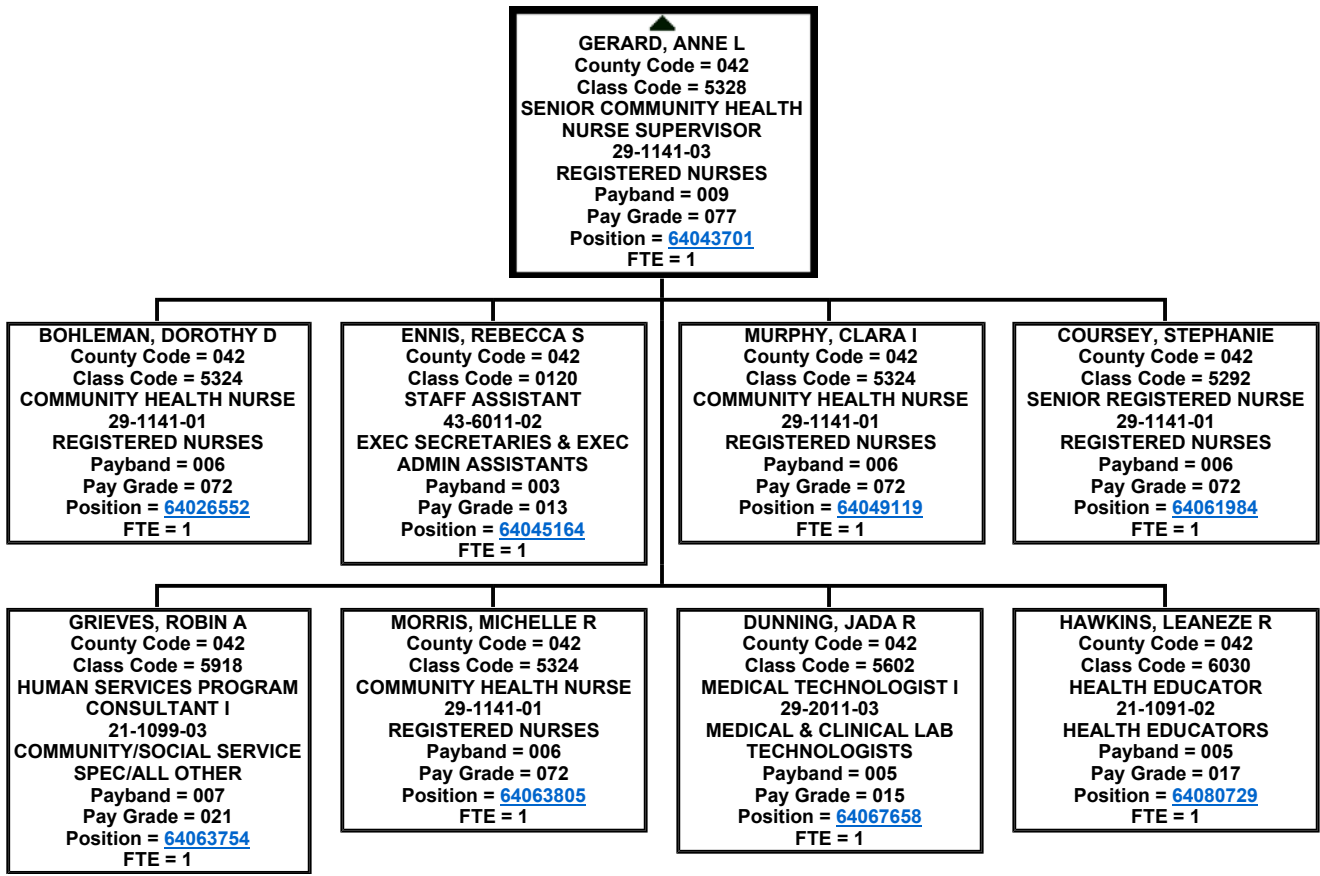 GERARD, ANNE L
County Code = 042
Class Code = 5328
SENIOR COMMUNITY HEALTH
NURSE SUPERVISOR
29-1141-03
REGISTERED NURSES
Payband = 009
Pay Grade = 077
Position = 64043701
FTE = 1
BOHLEMAN, DOROTHY D
County Code = 042
Class Code = 5324
COMMUNITY HEALTH NURSE
29-1141-01
REGISTERED NURSES
Payband = 006
Pay Grade = 072
Position = 64026552
FTE = 1
ENNIS, REBECCA S
County Code = 042
Class Code = 0120
STAFF ASSISTANT
43-6011-02
EXEC SECRETARIES & EXEC
ADMIN ASSISTANTS
Payband = 003
Pay Grade = 013
Position = 64045164
FTE = 1
MURPHY, CLARA I
County Code = 042
Class Code = 5324
COMMUNITY HEALTH NURSE
29-1141-01
REGISTERED NURSES
Payband = 006
Pay Grade = 072
Position = 64049119
FTE = 1
COURSEY, STEPHANIE
County Code = 042
Class Code = 5292
SENIOR REGISTERED NURSE
29-1141-01
REGISTERED NURSES
Payband = 006
Pay Grade = 072
Position = 64061984
FTE = 1
GRIEVES, ROBIN A
County Code = 042
Class Code = 5918
HUMAN SERVICES PROGRAM
CONSULTANT I
21-1099-03
COMMUNITY/SOCIAL SERVICE
SPEC/ALL OTHER
Payband = 007
Pay Grade = 021
Position = 64063754
FTE = 1
MORRIS, MICHELLE R
County Code = 042
Class Code = 5324
COMMUNITY HEALTH NURSE
29-1141-01
REGISTERED NURSES
Payband = 006
Pay Grade = 072
Position = 64063805
FTE = 1
DUNNING, JADA R
County Code = 042
Class Code = 5602
MEDICAL TECHNOLOGIST I
29-2011-03
MEDICAL & CLINICAL LAB
TECHNOLOGISTS
Payband = 005
Pay Grade = 015
Position = 64067658
FTE = 1
HAWKINS, LEANEZE R
County Code = 042
Class Code = 6030
HEALTH EDUCATOR
21-1091-02
HEALTH EDUCATORS
Payband = 005
Pay Grade = 017
Position = 64080729
FTE = 1